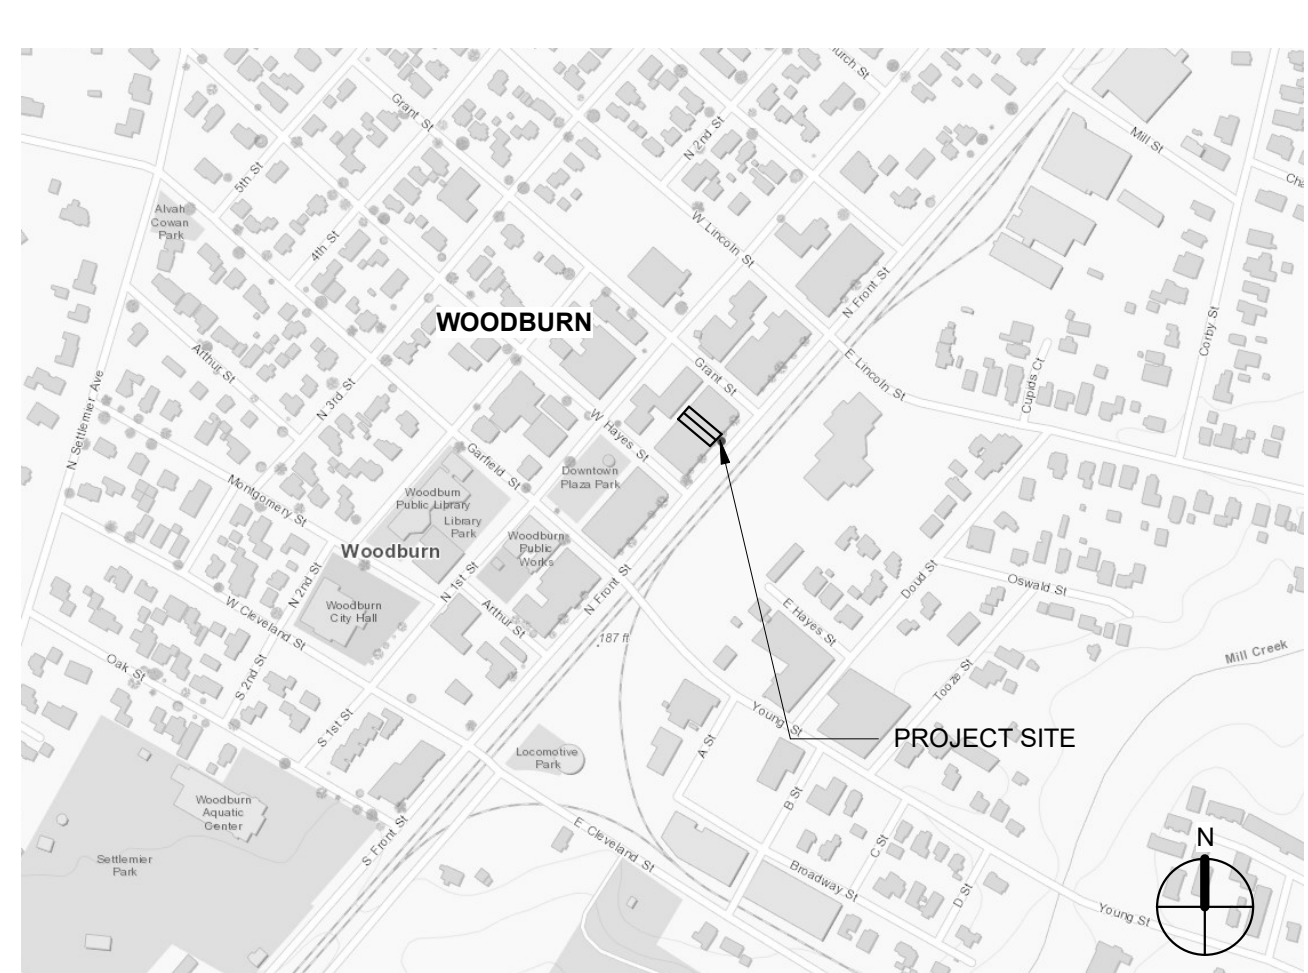 hurch St
Grant St
N 2nd St
Mill St
Cha
5th St
Alvah
Cowan
Park
W Lincoln St
4th St
N Front St
WOODBURN
Corby St
Arthur St
Grant St
E Lincoln St
Cupids Ct
N 3rd St
N Settlemier Ave
W Hayes St
Garfield St
Downtown
Plaza Park
Montgomery St
Woodburn
Public Library
Library
Park
Woodburn
Public
Works
Woodburn
N 2nd St
N 1st St
N Front St
Doud St
Oswald St
W Cleveland St
Woodburn
City Hall
Arthur St
E Hayes St
187 ft
Mill Creek
Oak St
S 2nd St
Tooze St
S 1st St
Young St
A St
PROJECT SITE
Locomotive
Park
Woodburn
Aquatic
Center
B St
S Front St
E Cleveland St
C St
N
Settlemier
Park
Broadway St
D St
Young St